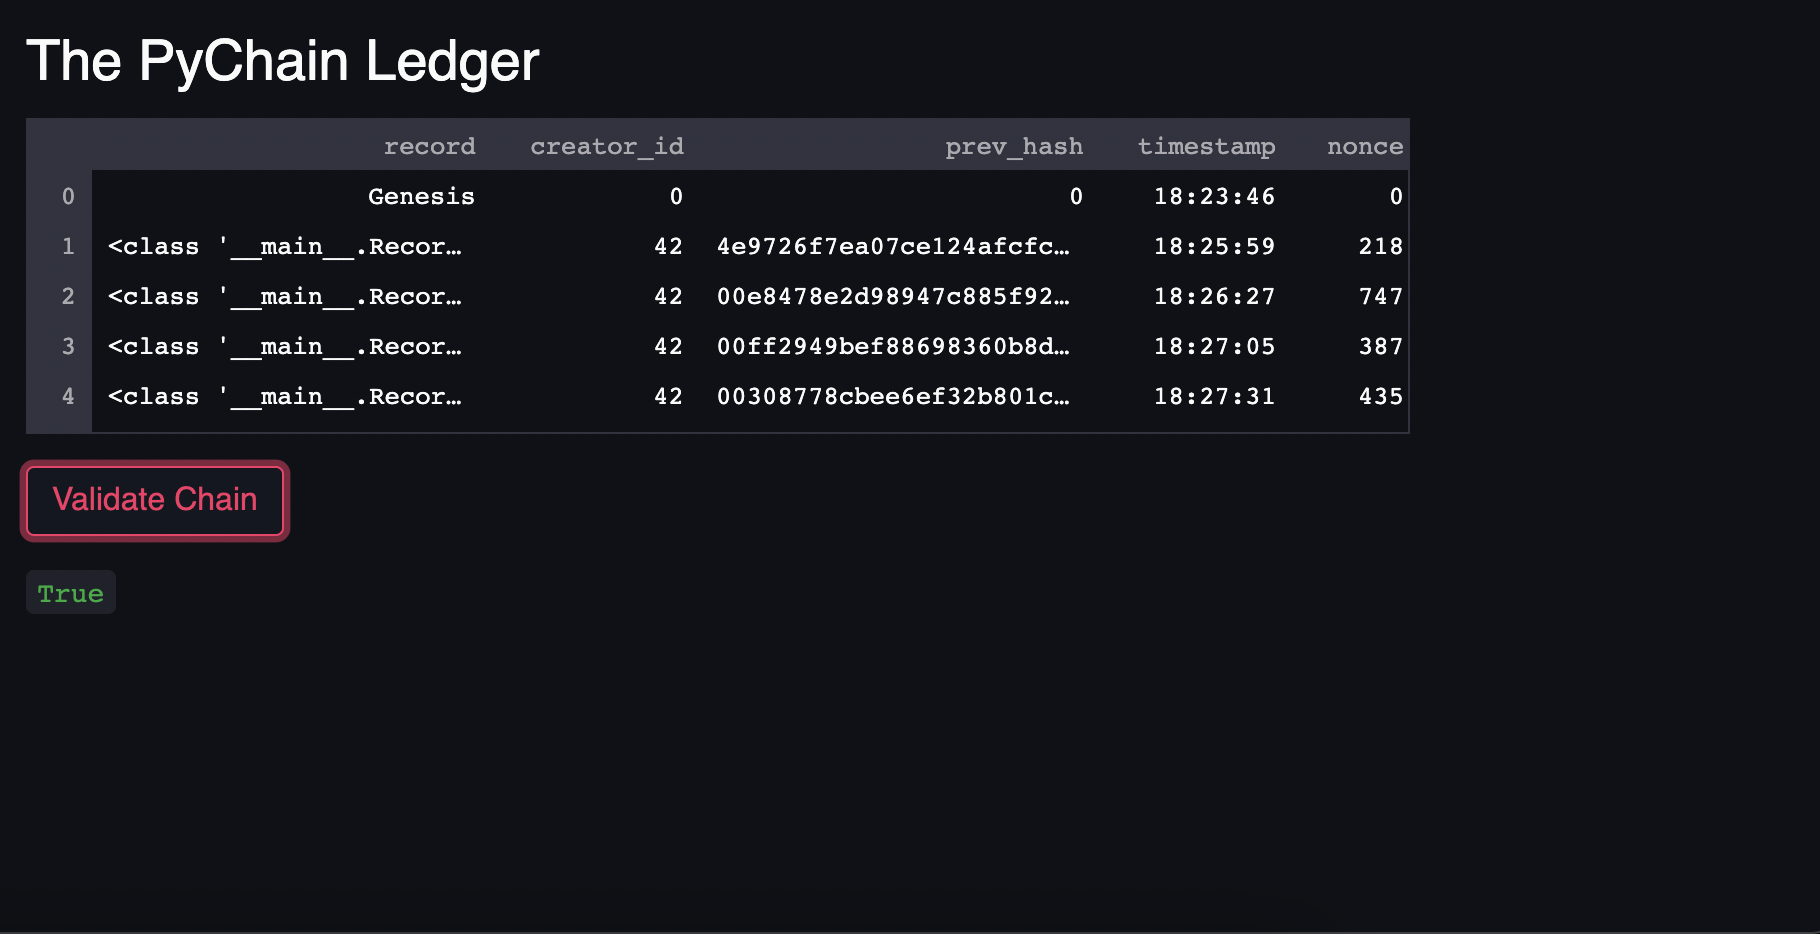 The PyChain Ledger
record creator_id prev_hash timestamp nonce
0 Genesis 0 0 18:23:46 0
1 <class '__main__.Recor… 42 4e9726f7ea07ce124afcfc… 18:25:59 218
2 <class '__main__.Recor… 42 00e8478e2d98947c885f92… 18:26:27 747
3 <class '__main__.Recor… 42 00ff2949bef88698360b8d… 18:27:05 387
4 <class '__main__.Recor… 42 00308778cbee6ef32b801c… 18:27:31 435
Validate Chain
True